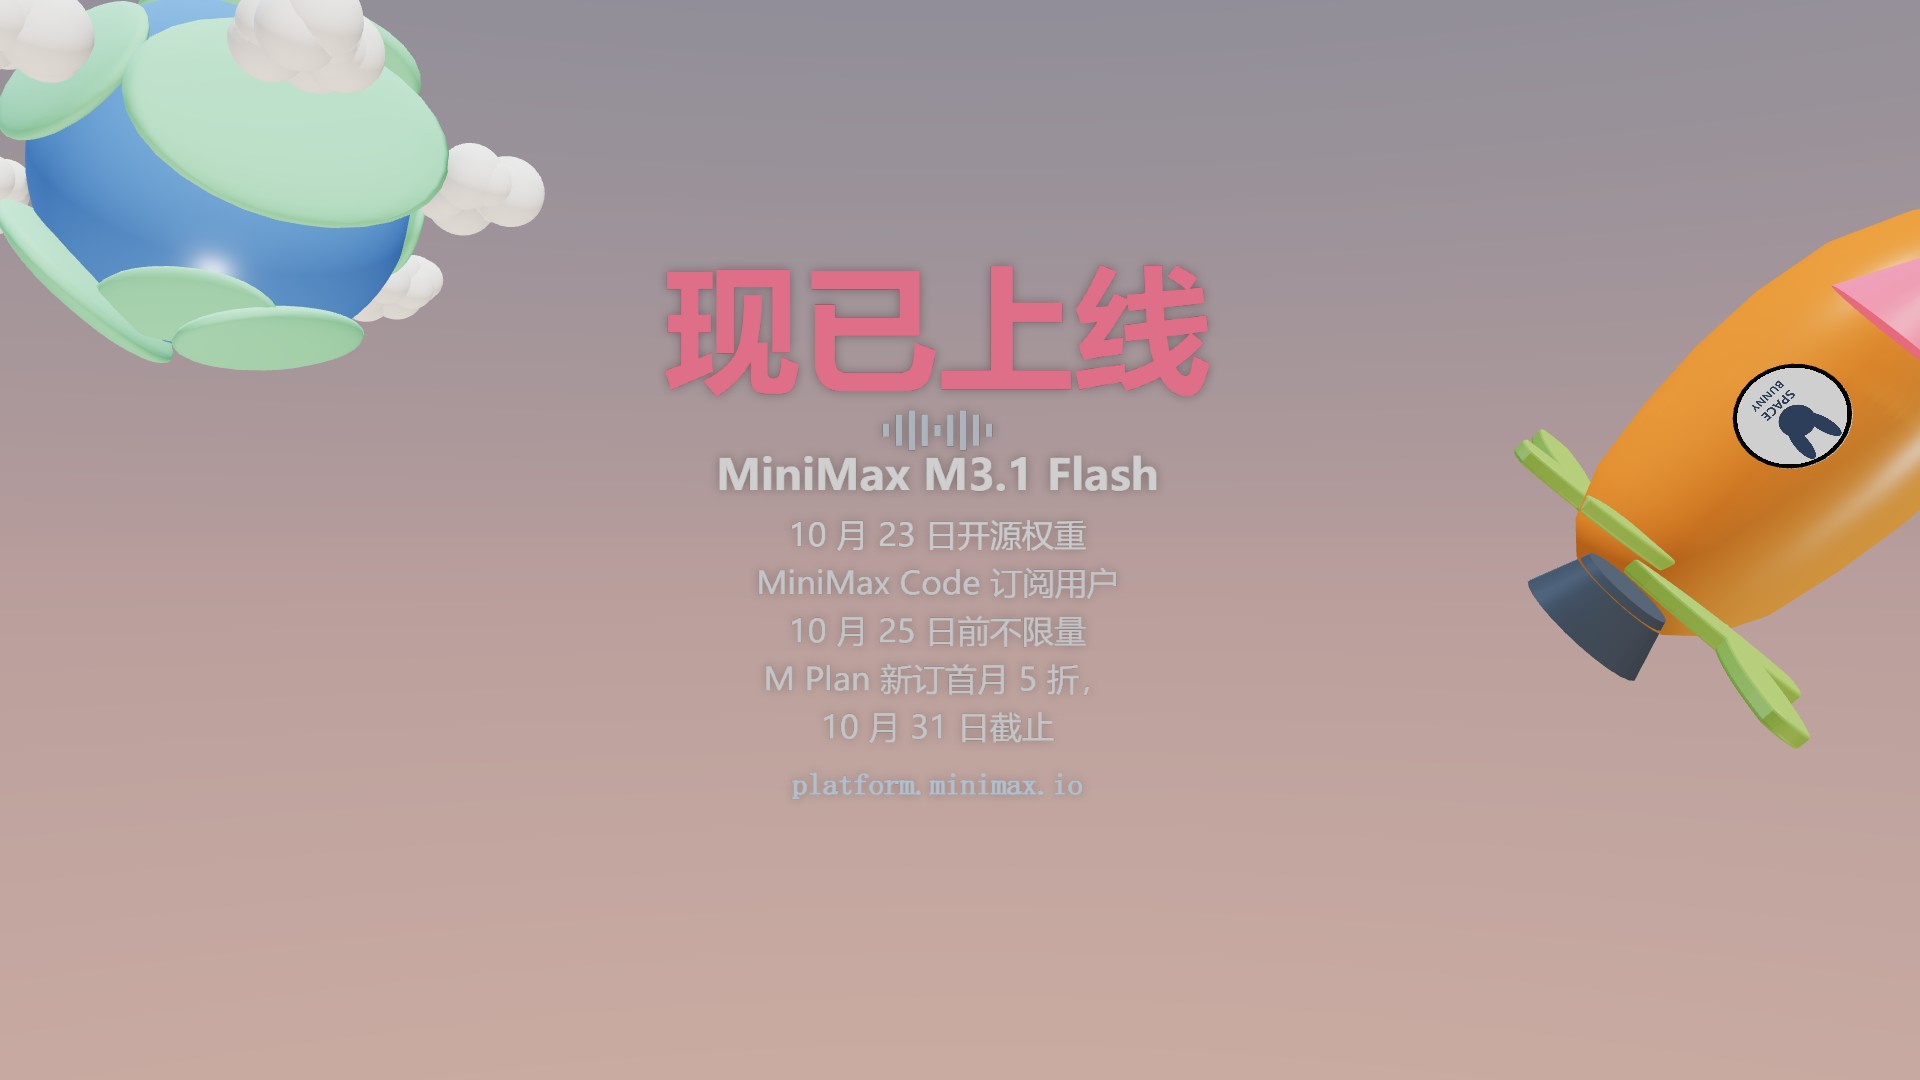 现已上线
MiniMax M3.1 Flash
10 月 23 日开源权重
MiniMax Code 订阅用户
10 月 25 日前不限量
M Plan 新订首月 5 折，
10 月 31 日截止
platform.minimax.io
SPACE
BUNNY